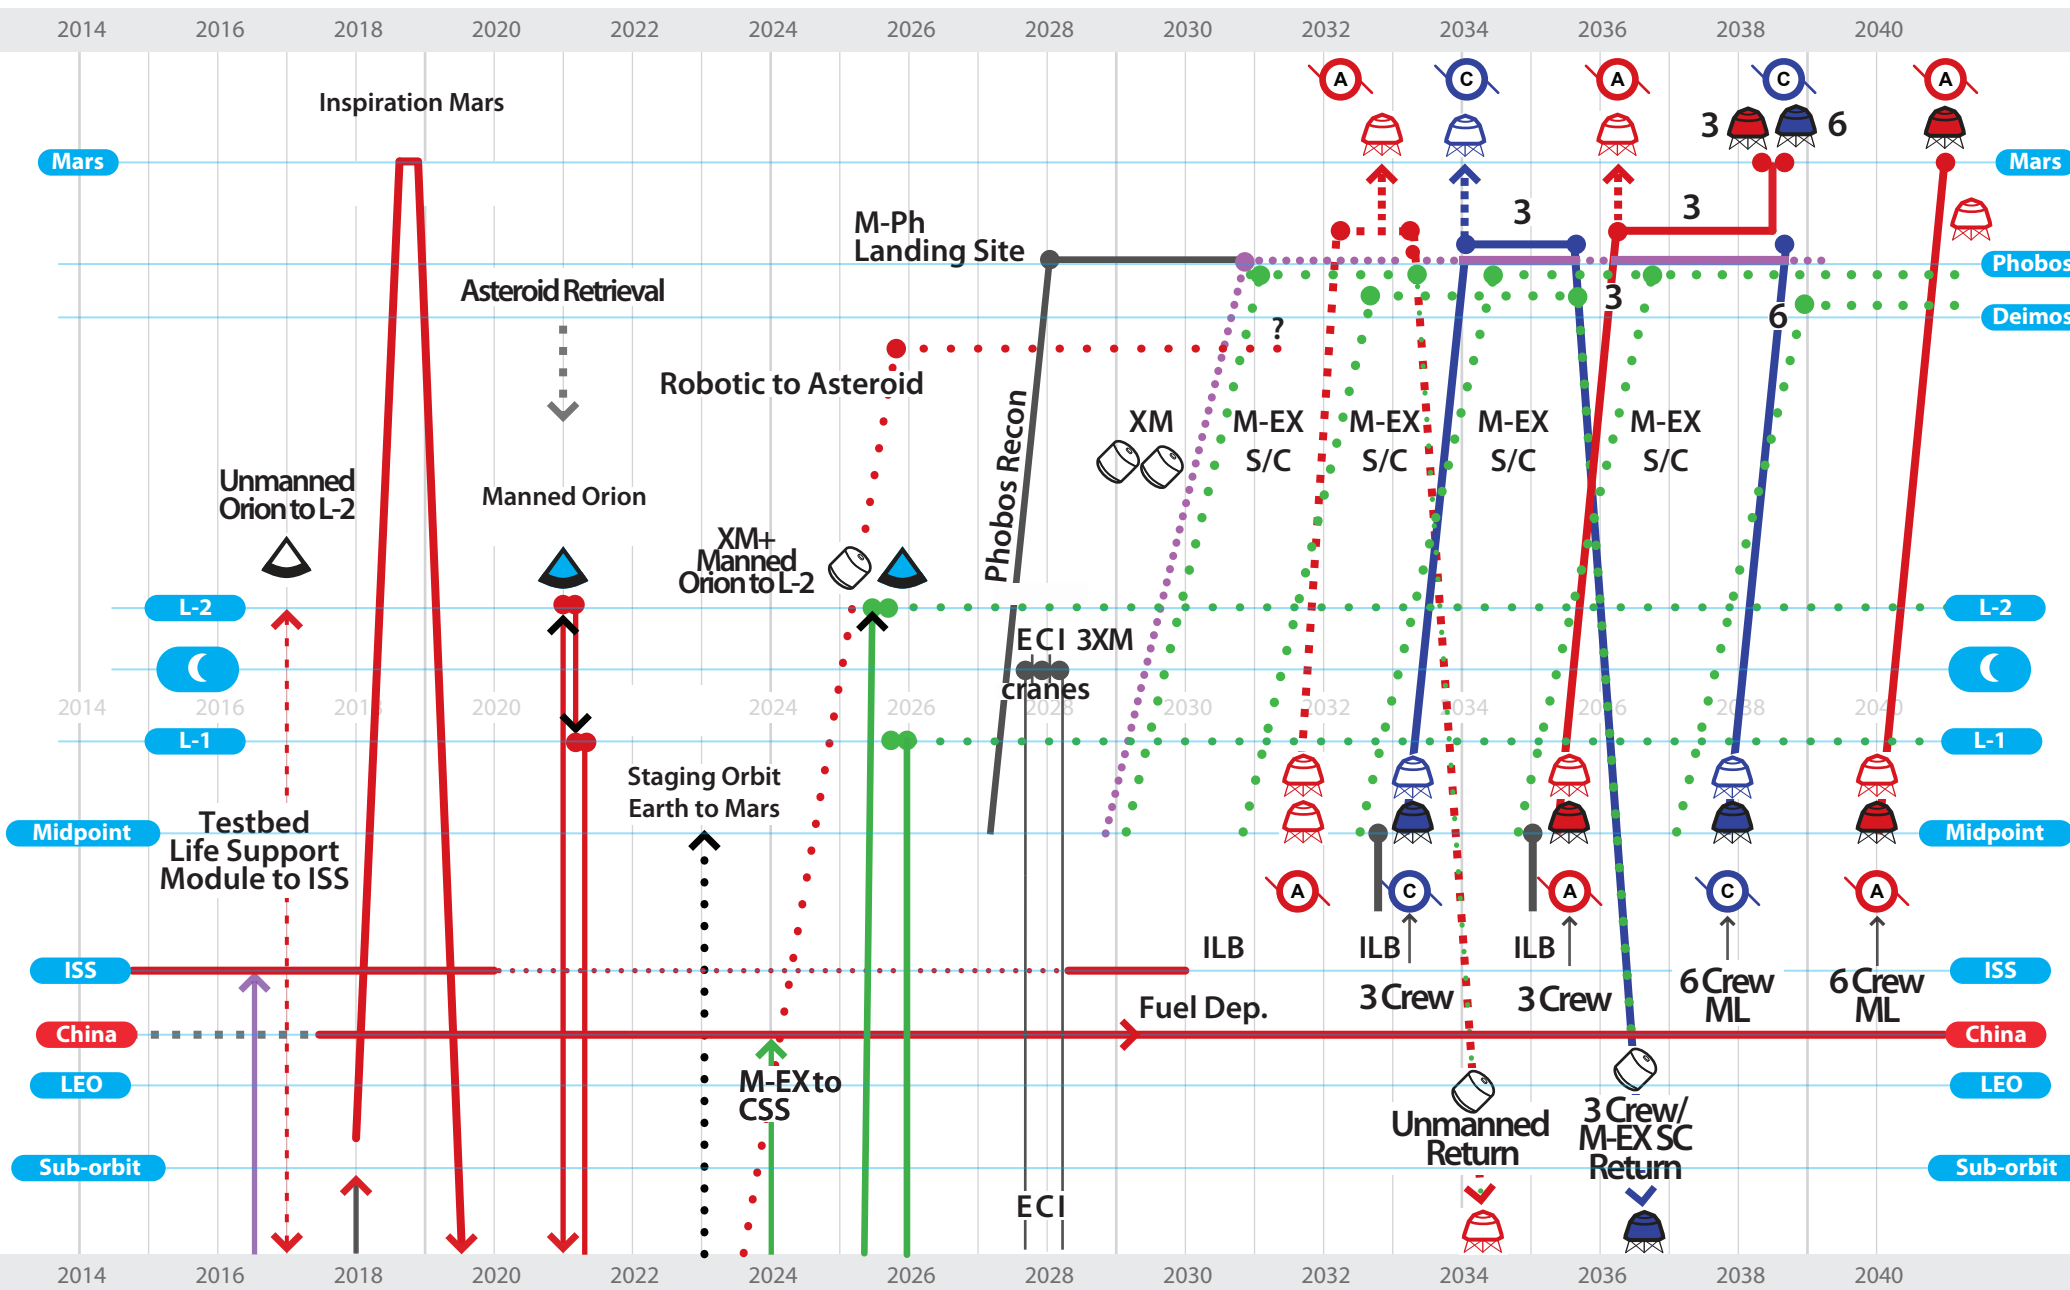 2014 2016 2018 2020 2022 2024 2026 2028 2030 2032 2034 2036 2038 2040
A C A C A
Inspiration Mars
3 6
Mars Mars
3 3
M-Ph
Landing Site
Phobos
Asteroid Retrieval
3
6
Deimos
?
Robotic to Asteroid
Phobos Recon
XM M-EX M-EX M-EX M-EX
S/C S/C S/C S/C
Unmanned
Orion to L-2
Manned Orion
XM+
Manned
Orion to L-2
L-2 L-2
E C I 3XM
cranes
2014 2016 2018 2020 2024 2026 2028 2030 2032 2034 2036 2038 2040
L-1 L-1
Staging Orbit
Earth to Mars
Midpoint Midpoint
Testbed
Life Support
Module to ISS
A C A C A
ILB ILB ILB
ISS ISS
3 Crew 3 Crew 6 Crew 6 Crew
ML ML
Fuel Dep.
China China
M-EX to
CSS
LEO LEO
Unmanned
Return
3 Crew/
M-EX SC
Return
Sub-orbit Sub-orbit
E C I
2014 2016 2018 2020 2022 2024 2026 2028 2030 2032 2034 2036 2038 2040